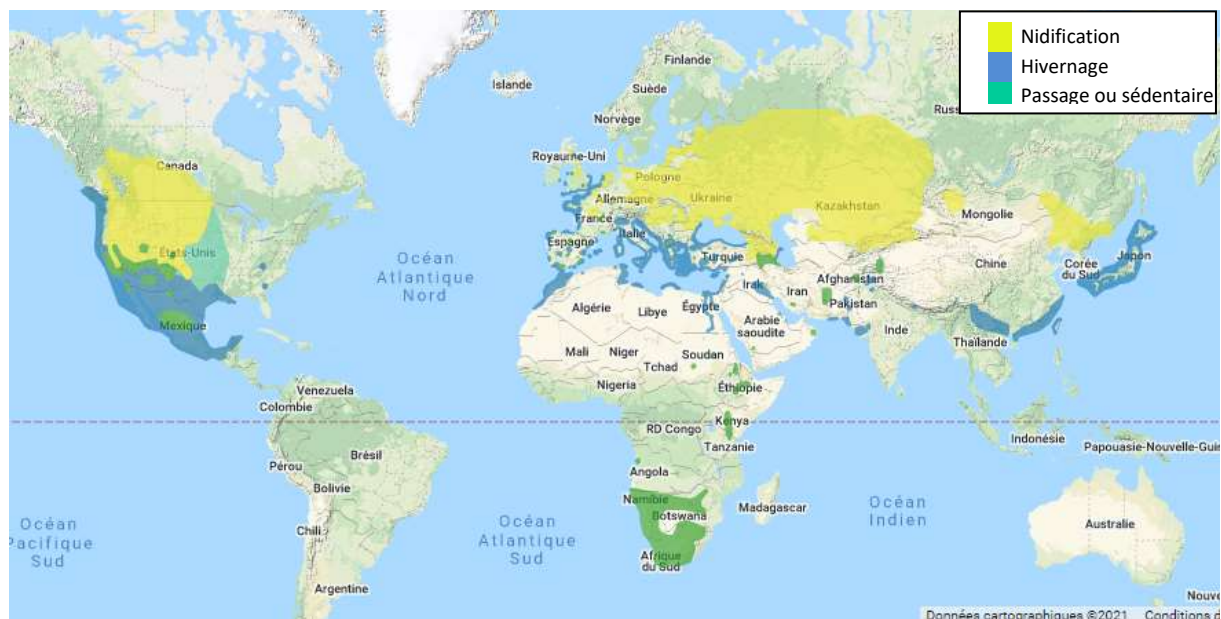 Nidification
Hivernage
Passage ou sédentaire
Islande
Finlande
Suède
Norvège
Russ
Canada
Royaume-Uni
Pologne
Allemagne
Ukraine
Kazakhstan
Mongolie
France
Italie
Espagne
Turquie
États-Unis
Océan
Atlantique
Nord
Chine
Corée
du Sud
Japon
Afghanistan
Irak
Iran
Pakistan
Algérie
Libye
Égypte
Arabie
saoudite
Inde
Thaïlande
Mexique
Mali
Niger
Tchad
Soudan
Nigeria
Éthiopie
Venezuela
Colombie
Kenya
RD Congo
Tanzanie
Indonésie
Papouasie-Nouvelle-Gui
Pérou
Brésil
Bolivie
Angola
Namibie
Botswana
Madagascar
Océan
Indien
Australie
Chili
Océan
Pacifique
Sud
Océan
Atlantique
Sud
Afrique
du Sud
Argentine
Nouve
Données cartographiques ©2021 Conditions d